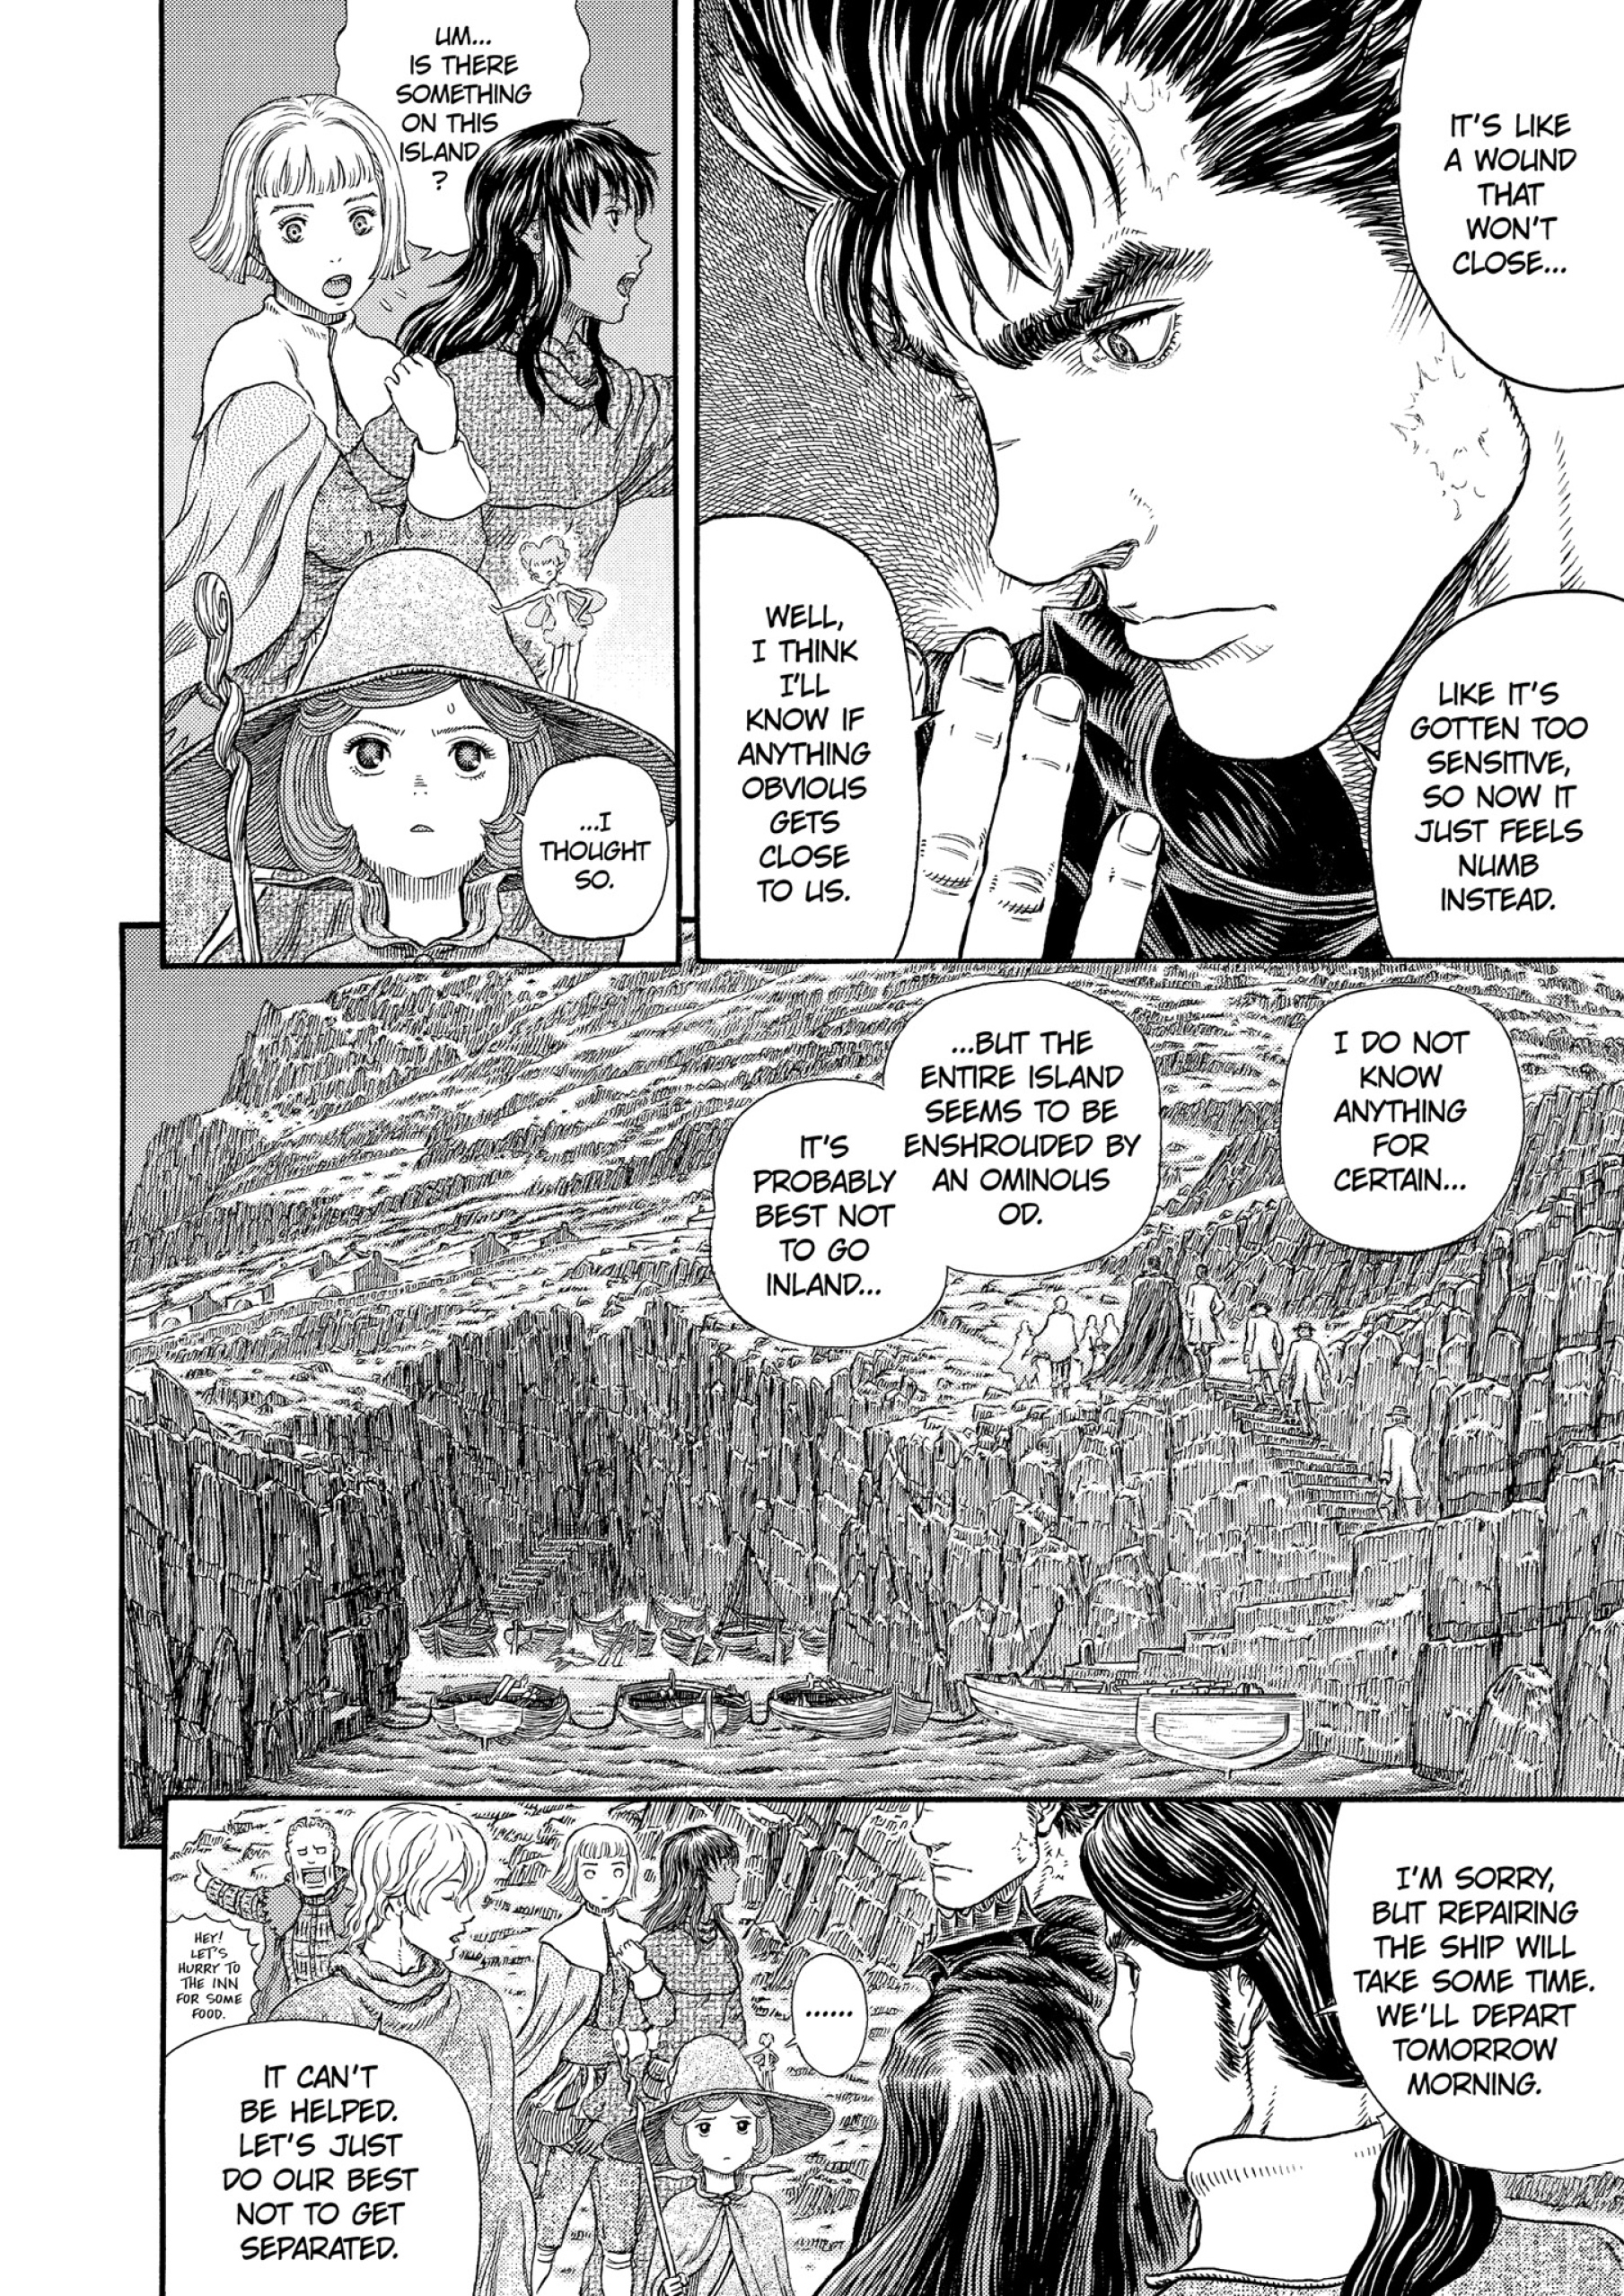 IT'S LIKE
A WOUND
THAT
WON'T
CLOSE...
LIKE IT'S
GOTTEN TOO
SENSITIVE,
SO NOW IT
JUST FEELS
NUMB
INSTEAD.
WELL,
I THINK
I'LL
KNOW IF
ANYTHING
OBVIOUS
GETS
CLOSE
TO US.
UM...
IS THERE
SOMETHING
ON THIS
ISLAND
?
...I
THOUGHT
SO.
I DO NOT
KNOW
ANYTHING
FOR
CERTAIN...
...BUT THE
ENTIRE ISLAND
SEEMS TO BE
ENSHROUDED BY
AN OMINOUS
OD.
IT'S
PROBABLY
BEST NOT
TO GO
INLAND...
I'M SORRY,
BUT REPAIRING
THE SHIP WILL
TAKE SOME TIME.
WE'LL DEPART
TOMORROW
MORNING.
......
HEY!
LET'S
HURRY TO
THE INN
FOR SOME
FOOD.
IT CAN'T
BE HELPED.
LET'S JUST
DO OUR BEST
NOT TO GET
SEPARATED.